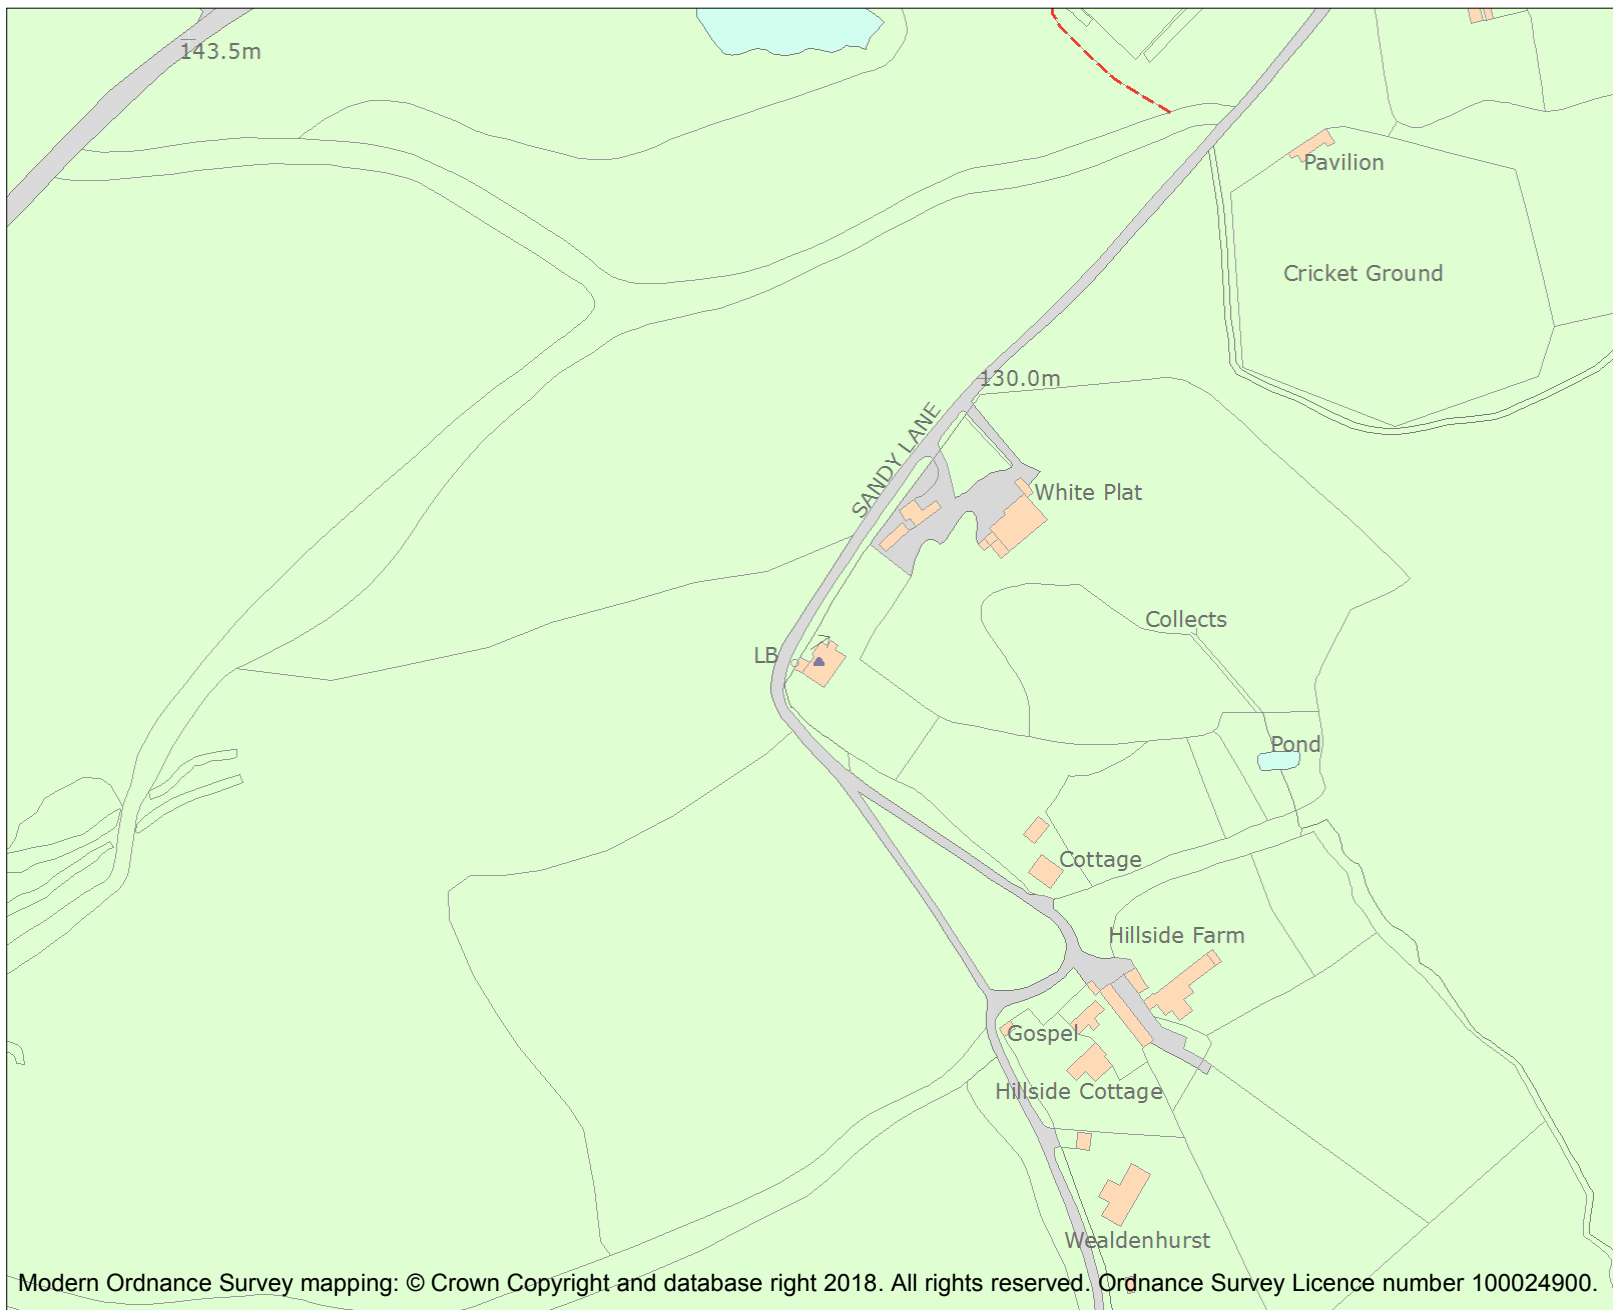 143.5m
Pavilion
Cricket Ground
130.0m
SANDY LANE
White Plat
Collects
LB
Pond
Cottage
Hillside Farm
Gospel
Hillside Cottage
Wealdenhurst
Modern Ordnance Survey mapping: © Crown Copyright and database right 2018. All rights reserved. Ordnance Survey Licence number 100024900.